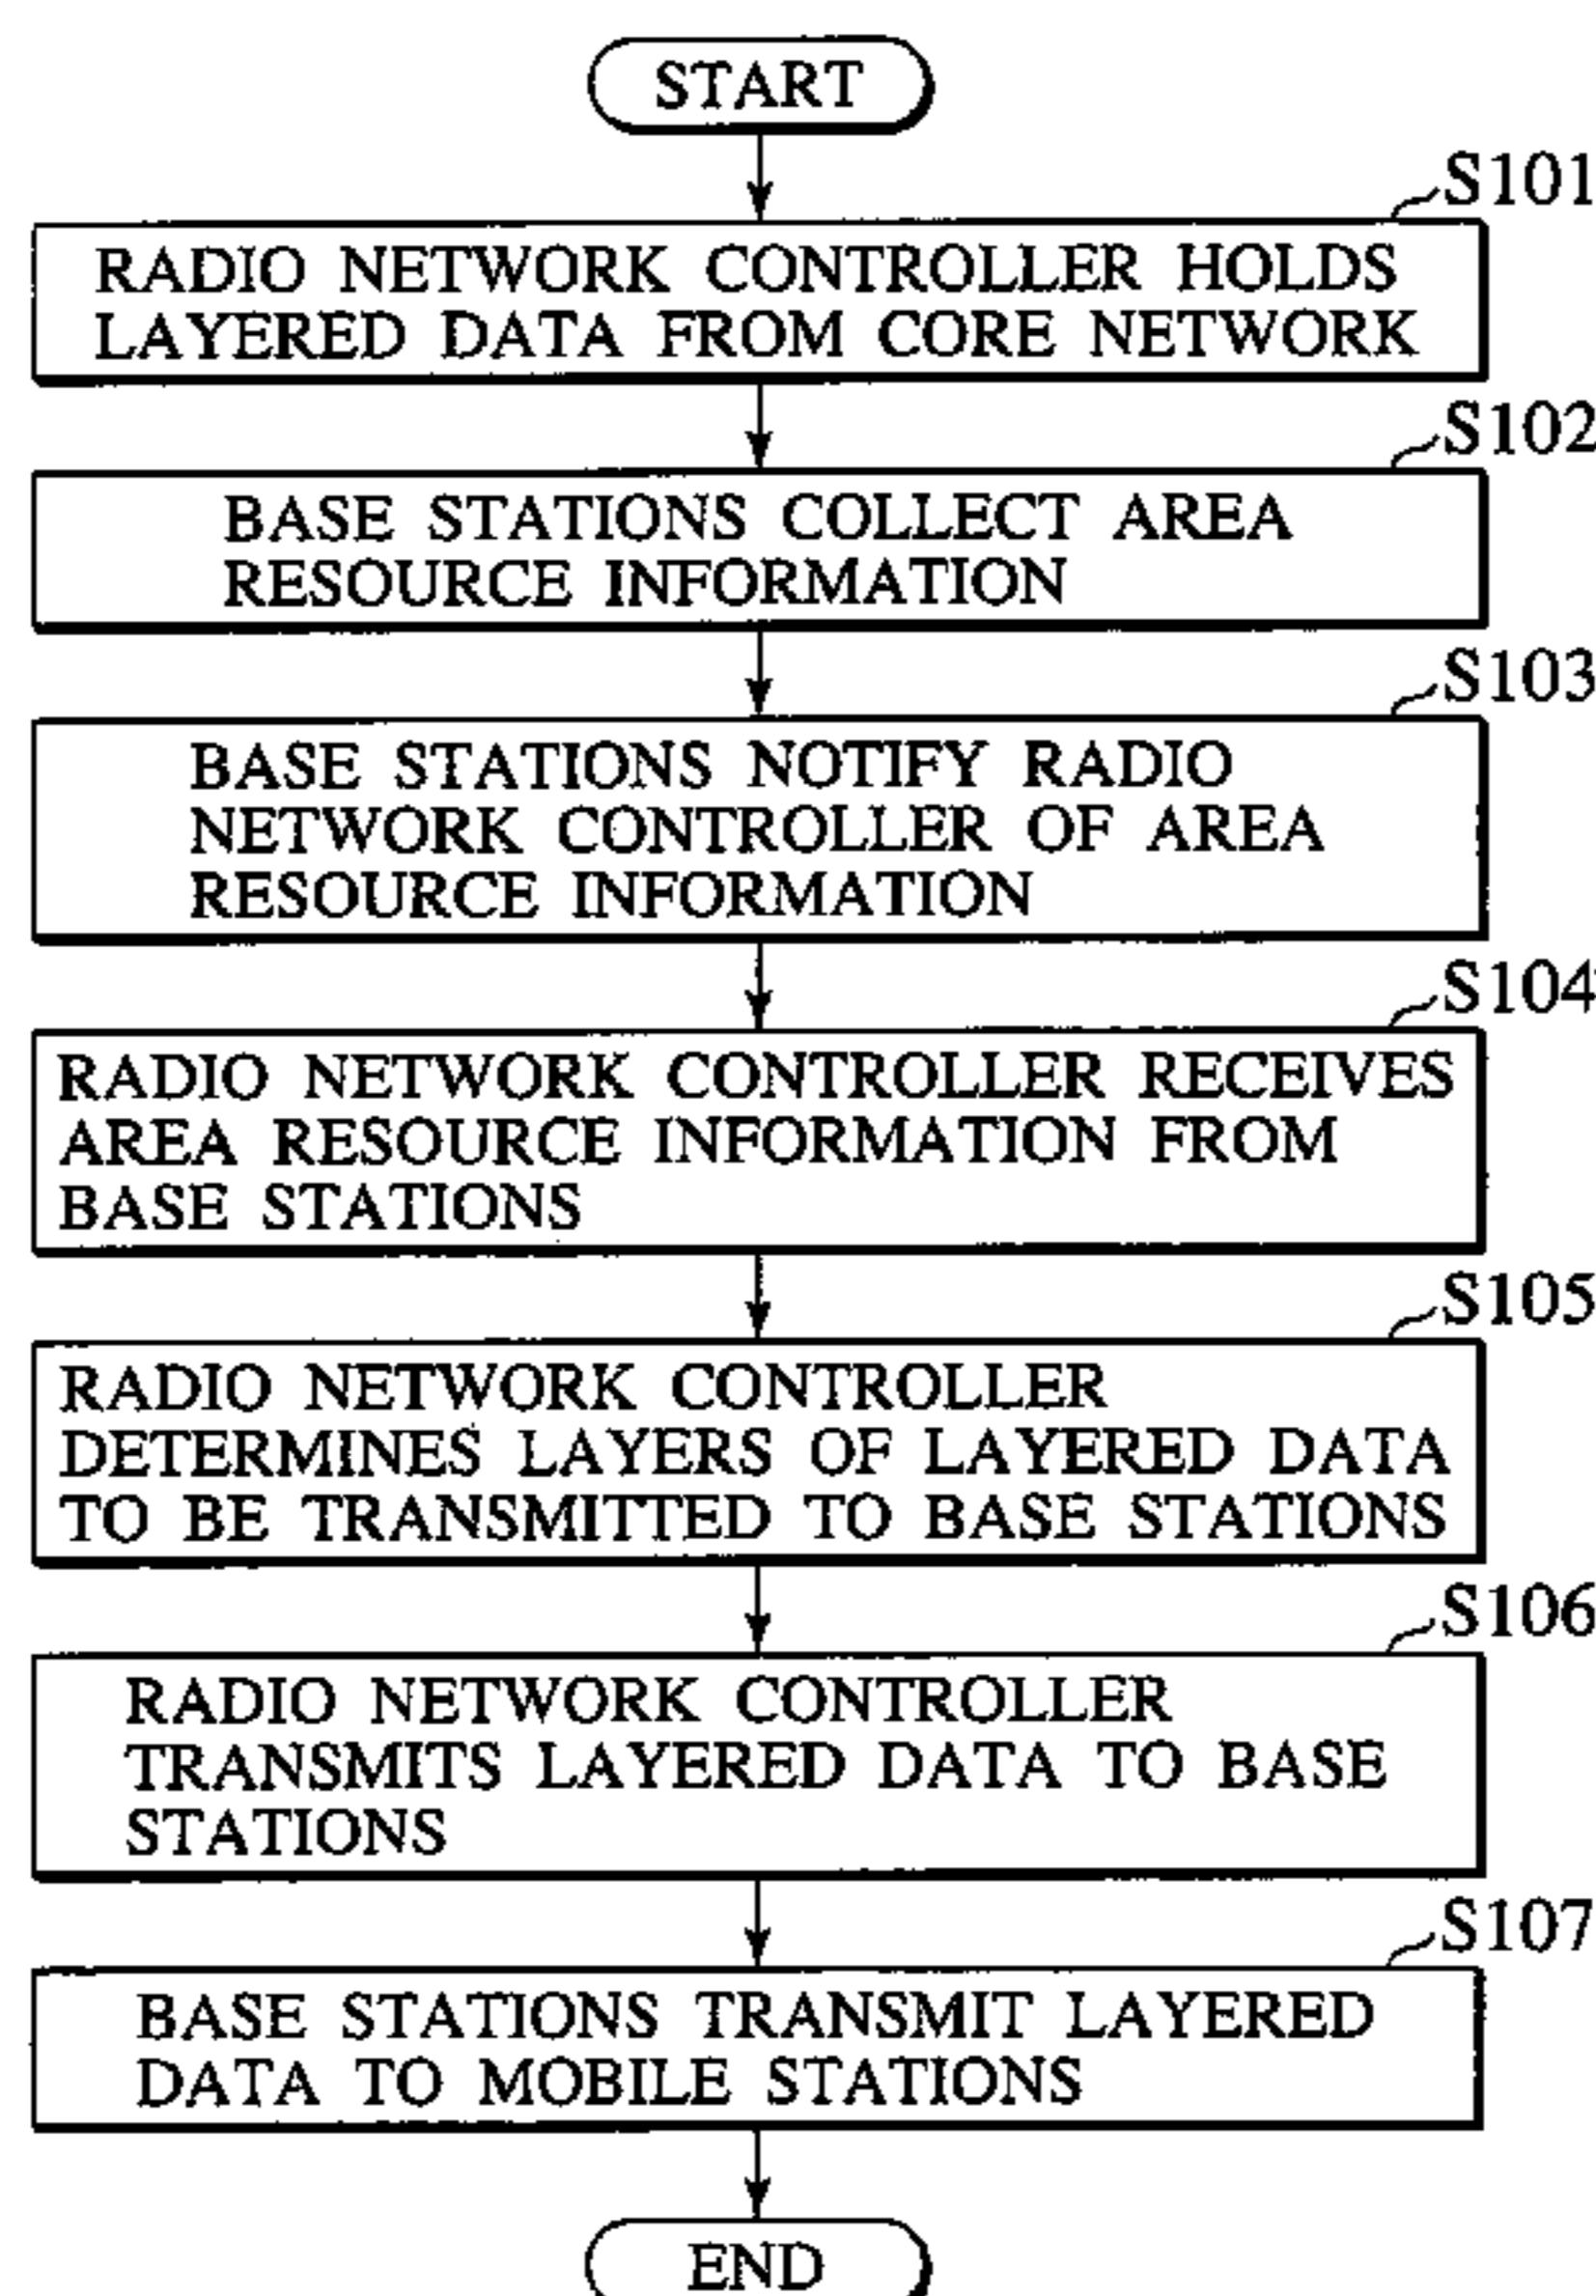 START
S101
RADIO NETWORK CONTROLLER HOLDS
LAYERED DATA FROM CORE NETWORK
S102
BASE STATIONS COLLECT AREA
RESOURCE INFORMATION
S103
BASE STATIONS NOTIFY RADIO
NETWORK CONTROLLER OF AREA
RESOURCE INFORMATION
S104
RADIO NETWORK CONTROLLER RECEIVES
AREA RESOURCE INFORMATION FROM
BASE STATIONS
S105
RADIO NETWORK CONTROLLER
DETERMINES LAYERS OF LAYERED DATA
TO BE TRANSMITTED TO BASE STATIONS
S106
RADIO NETWORK CONTROLLER
TRANSMITS LAYERED DATA TO BASE
STATIONS
S107
BASE STATIONS TRANSMIT LAYERED
DATA TO MOBILE STATIONS
END